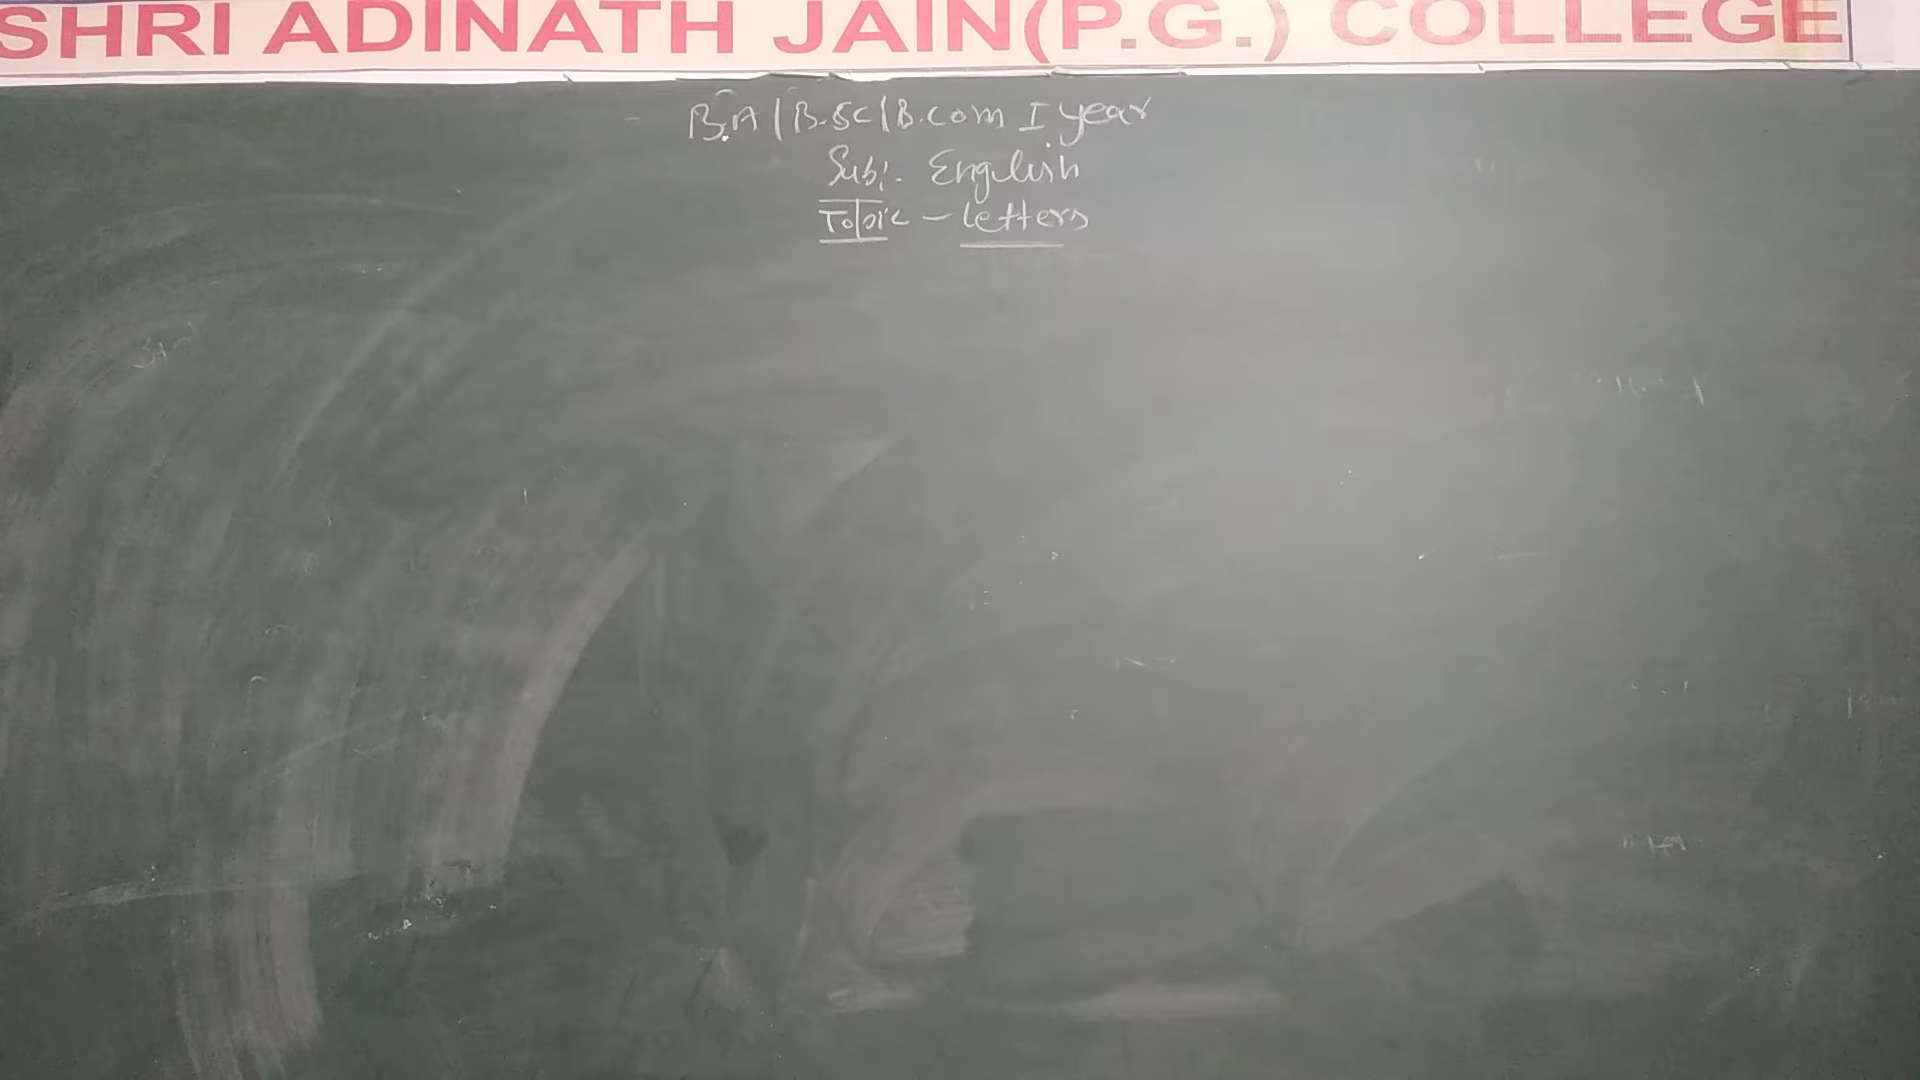 SHRI ADINATH JAIN(P.G.) COLLEGE
B.A | B.Sc | B.com I year
Sub:- English
Topic - Letters